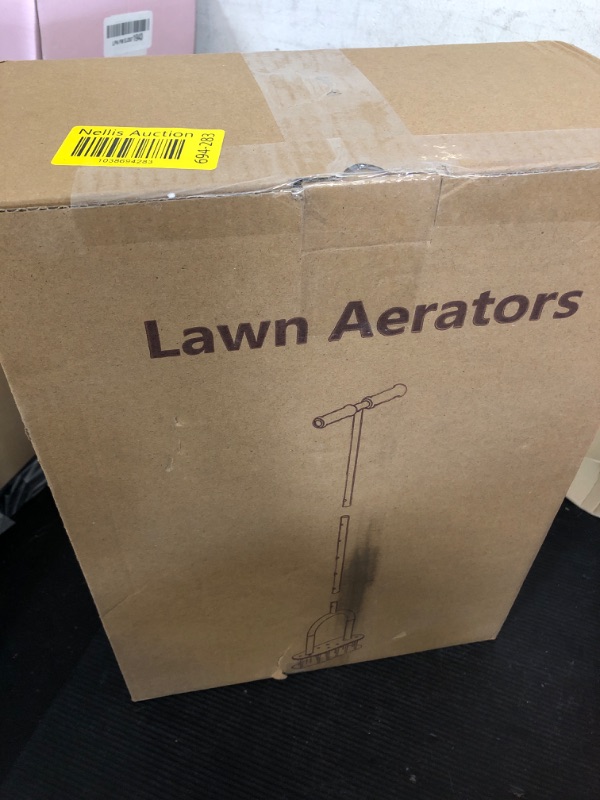 Nellis Auction
1038694283
694-283
Lawn Aerators